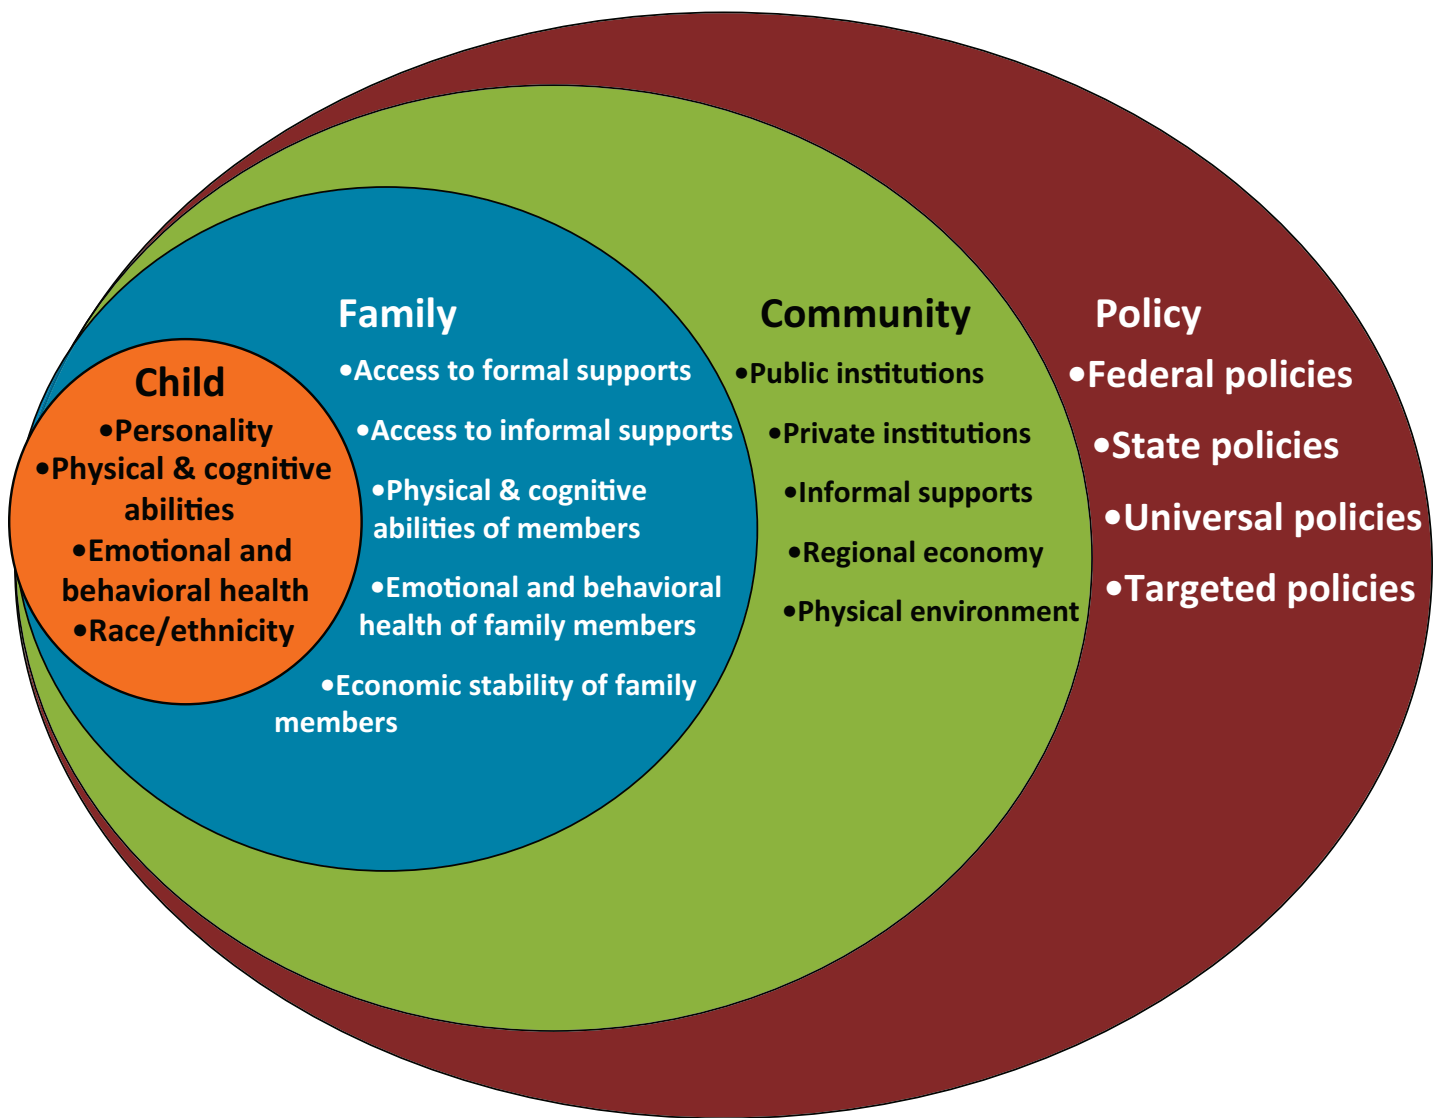 Child
•Personality
•Physical & cognitive
abilities
•Emotional and
behavioral health
•Race/ethnicity
Family
•Access to formal supports
•Access to informal supports
•Physical & cognitive
abilities of members
•Emotional and behavioral
health of family members
•Economic stability of family
members
Community
•Public institutions
•Private institutions
•Informal supports
•Regional economy
•Physical environment
Policy
•Federal policies
•State policies
•Universal policies
•Targeted policies